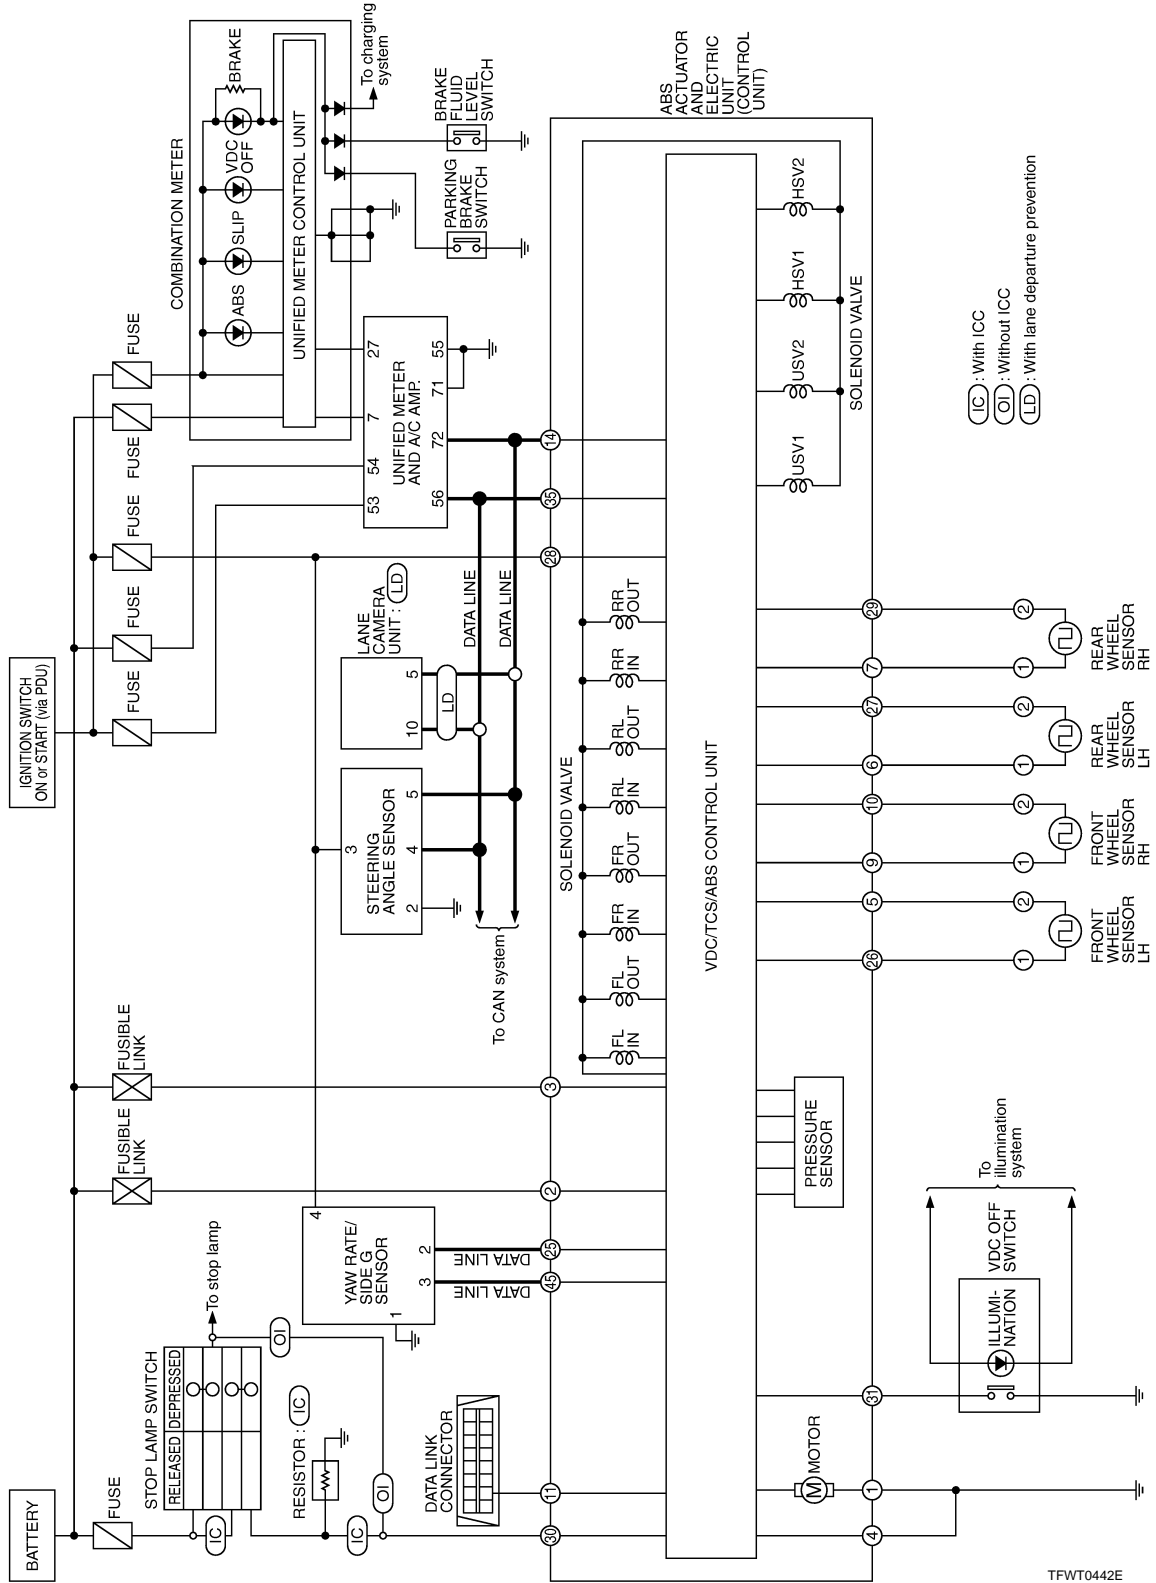 BATTERY
IGNITION SWITCH
ON or START (via PDU)
FUSE
FUSIBLE
LINK
FUSIBLE
LINK
FUSE
FUSE
FUSE
FUSE
FUSE
COMBINATION METER
ABS
SLIP
VDC
OFF
BRAKE
UNIFIED METER CONTROL UNIT
To charging
system
STOP LAMP SWITCH
RELEASED
DEPRESSED
To stop lamp
IC
OI
RESISTOR : IC
IC
OI
DATA LINK
CONNECTOR
YAW RATE/
SIDE G
SENSOR
4
1
3
2
DATA LINE
DATA LINE
STEERING
ANGLE SENSOR
3
2
4
5
LANE
CAMERA
UNIT : LD
10
5
LD
DATA LINE
DATA LINE
To CAN system
UNIFIED METER
AND A/C AMP.
53
54
7
27
56
72
71
55
PARKING
BRAKE
SWITCH
BRAKE
FLUID
LEVEL
SWITCH
30
11
45
25
2
3
28
35
14
ABS
ACTUATOR
AND
ELECTRIC
UNIT
(CONTROL
UNIT)
SOLENOID VALVE
FL
IN
FL
OUT
FR
IN
FR
OUT
RL
IN
RL
OUT
RR
IN
RR
OUT
VDC/TCS/ABS CONTROL UNIT
USV1
USV2
HSV1
HSV2
SOLENOID VALVE
PRESSURE
SENSOR
MOTOR
M
4
1
31
26
5
9
10
6
27
7
29
ILLUMI-
NATION
VDC OFF
SWITCH
To
illumination
system
1
2
1
2
1
2
1
2
FRONT
WHEEL
SENSOR
LH
FRONT
WHEEL
SENSOR
RH
REAR
WHEEL
SENSOR
LH
REAR
WHEEL
SENSOR
RH
IC : With ICC
OI : Without ICC
LD : With lane departure prevention
TFWT0442E